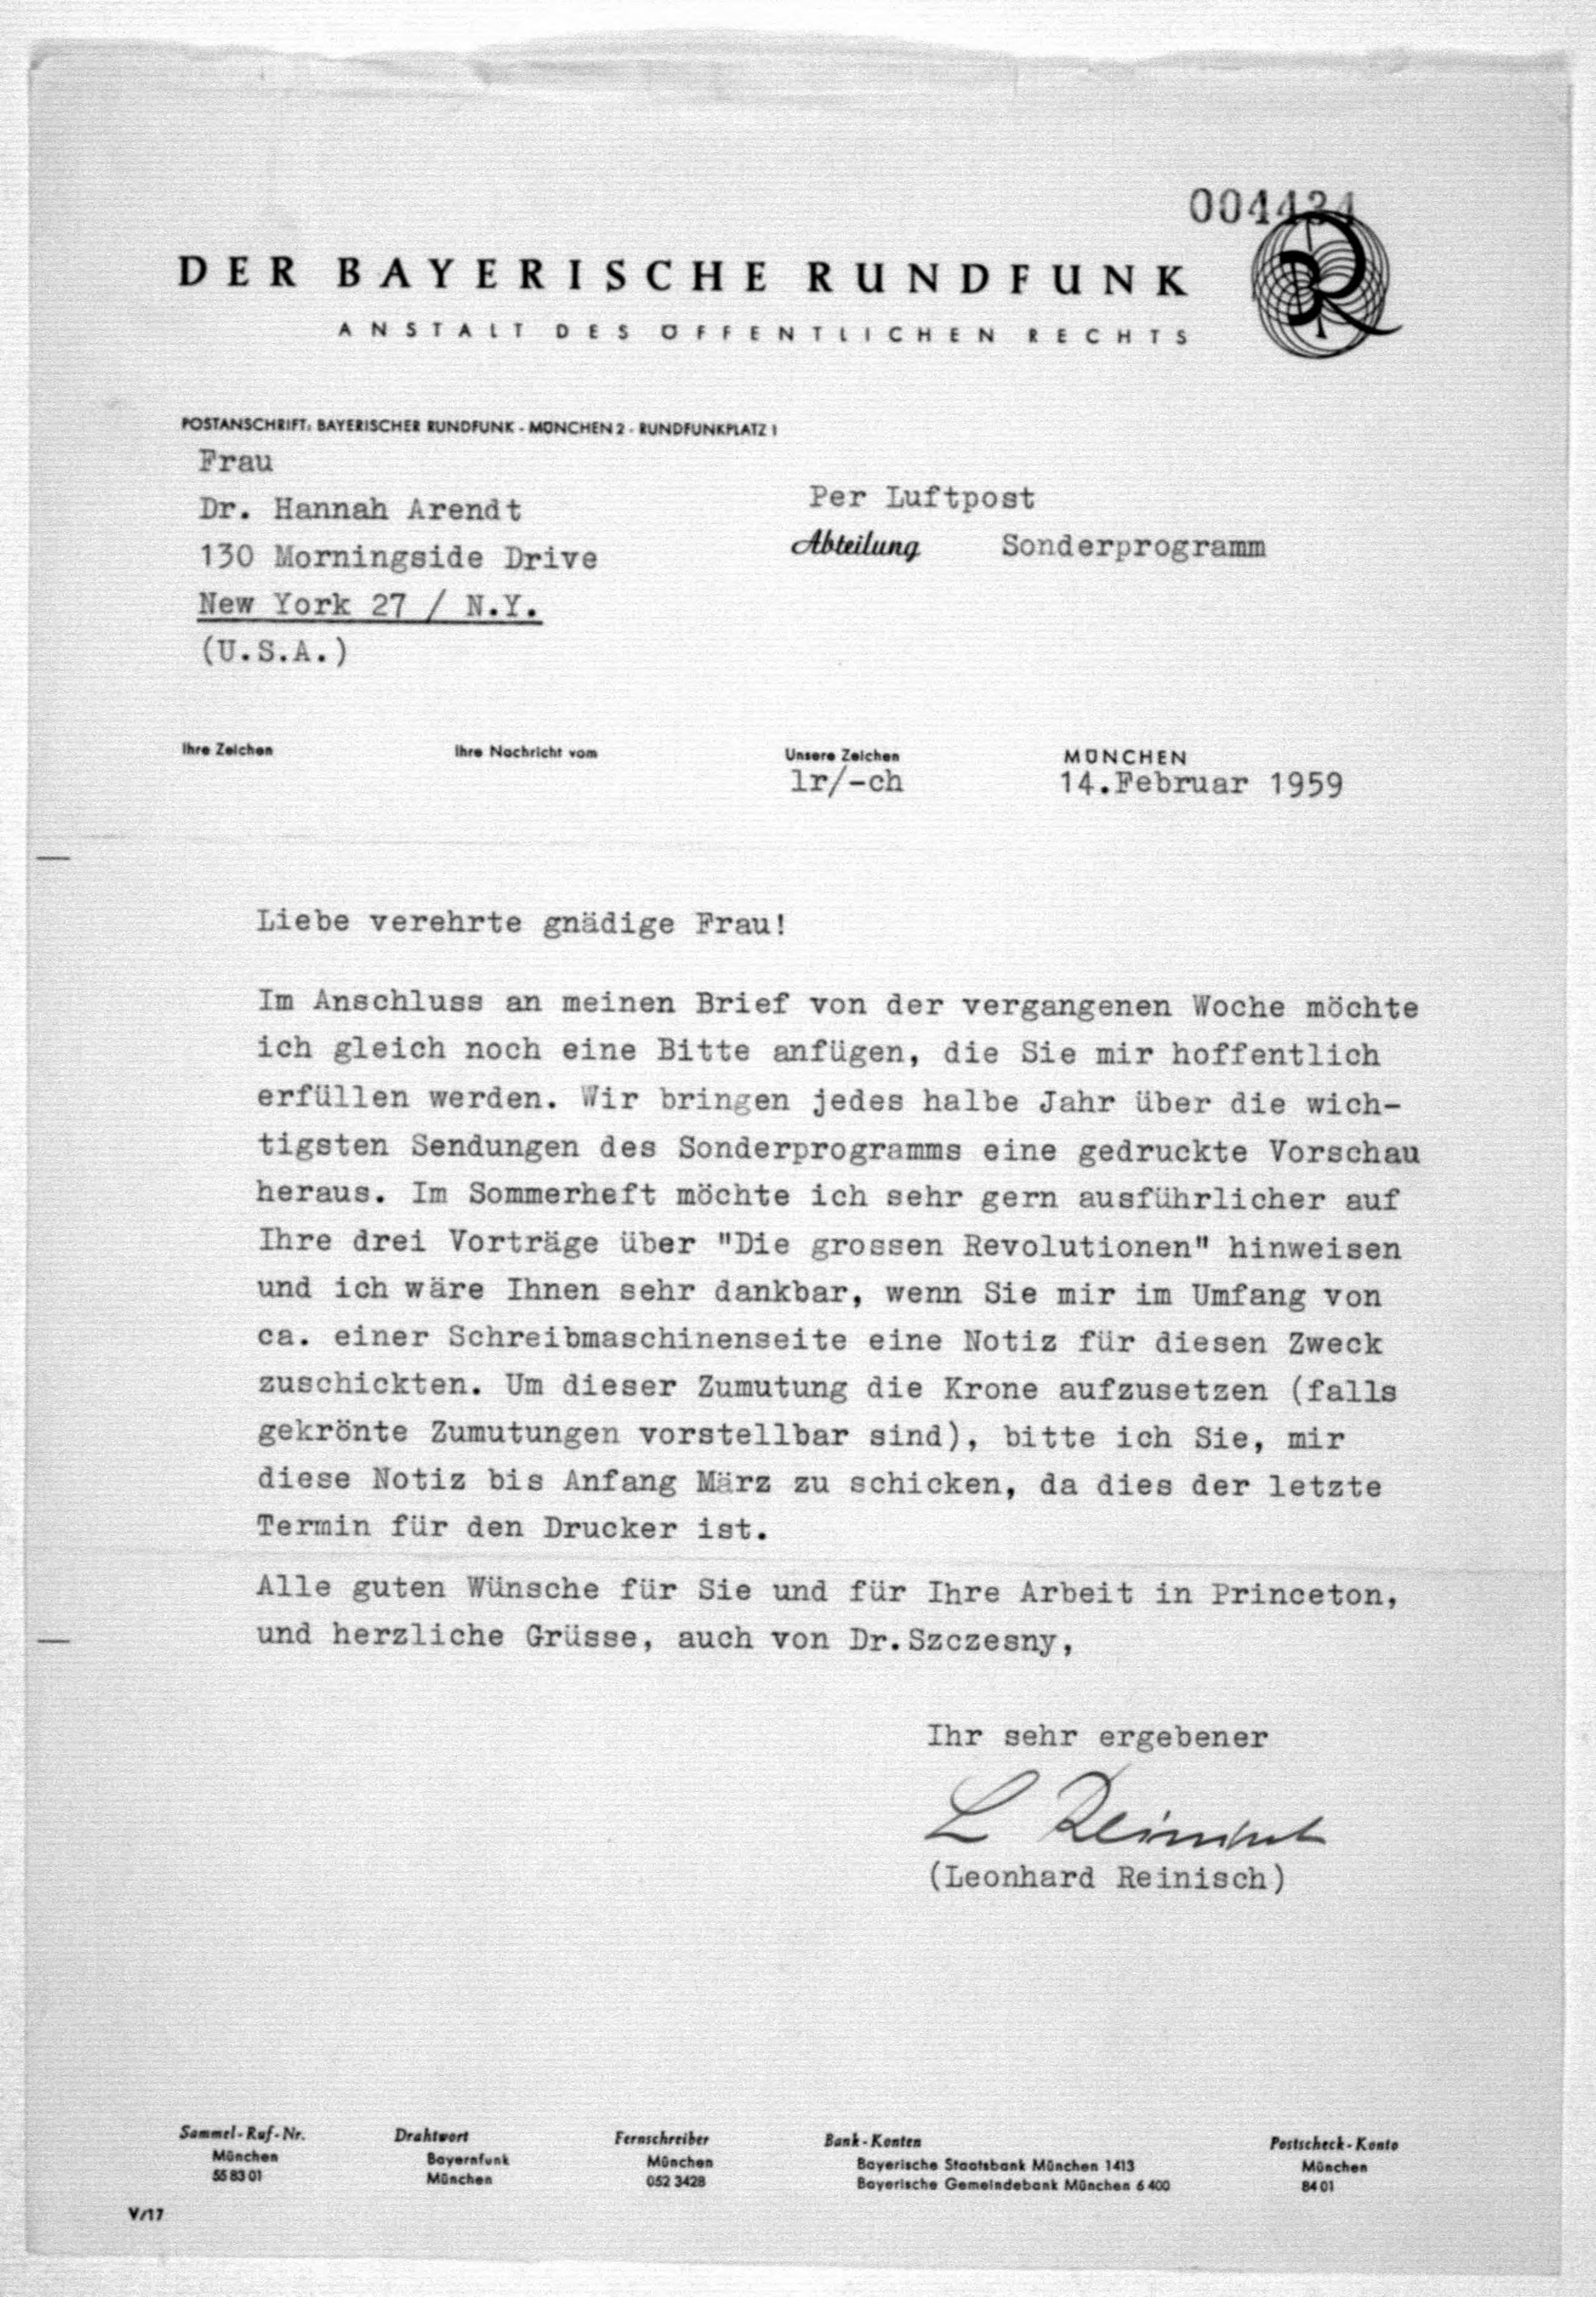 004434
DER BAYERISCHE RUNDFUNK
ANSTALT DES ÖFFENTLICHEN RECHTS
POSTANSCHRIFT: BAYERISCHER RUNDFUNK - MÜNCHEN 2 - RUNDFUNKPLATZ 1
Frau
Dr. Hannah Arendt
130 Morningside Drive
New York 27 / N.Y.
(U.S.A.)
Per Luftpost
Abteilung Sonderprogramm
Ihre Zeichen Ihre Nachricht vom Unsere Zeichen MÜNCHEN
lr/-ch 14.Februar 1959
Liebe verehrte gnädige Frau!
Im Anschluss an meinen Brief von der vergangenen Woche möchte
ich gleich noch eine Bitte anfügen, die Sie mir hoffentlich
erfüllen werden. Wir bringen jedes halbe Jahr über die wich-
tigsten Sendungen des Sonderprogramms eine gedruckte Vorschau
heraus. Im Sommerheft möchte ich sehr gern ausführlicher auf
Ihre drei Vorträge über "Die grossen Revolutionen" hinweisen
und ich wäre Ihnen sehr dankbar, wenn Sie mir im Umfang von
ca. einer Schreibmaschinenseite eine Notiz für diesen Zweck
zuschickten. Um dieser Zumutung die Krone aufzusetzen (falls
gekrönte Zumutungen vorstellbar sind), bitte ich Sie, mir
diese Notiz bis Anfang März zu schicken, da dies der letzte
Termin für den Drucker ist.
Alle guten Wünsche für Sie und für Ihre Arbeit in Princeton,
und herzliche Grüsse, auch von Dr.Szczesny,
Ihr sehr ergebener
L Reinisch
(Leonhard Reinisch)
Sammel-Ruf-Nr. Drahtwort Fernschreiber Bank-Konten Postscheck-Konto
München Bayernfunk München Bayerische Staatsbank München 1413 München
55 83 01 München 052 3428 Bayerische Gemeindebank München 6 400 84 01
V/17